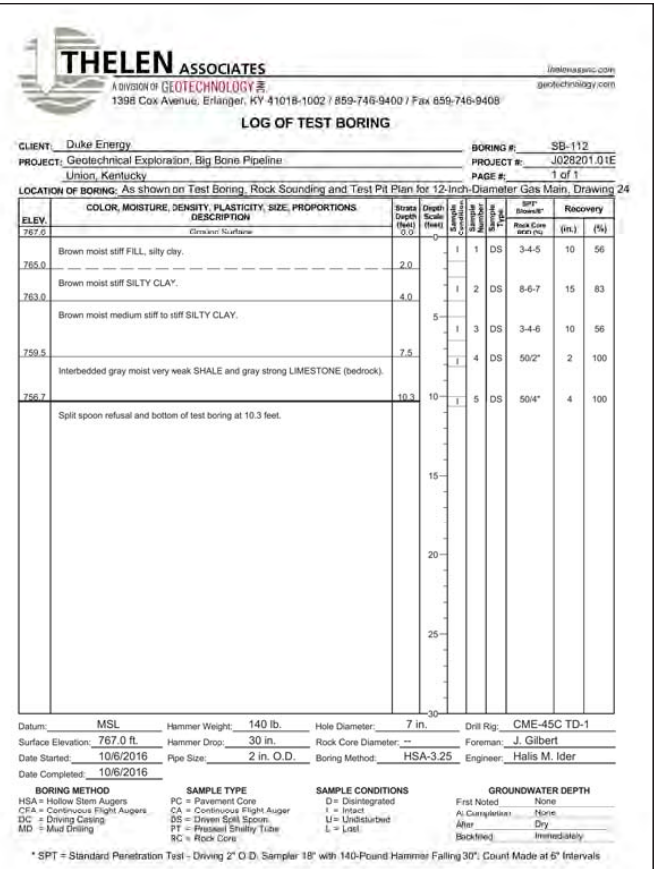 THELEN ASSOCIATES
thelenassoc.com
A DIVISION OF GEOTECHNOLOGY INC
geotechnology.com
1398 Cox Avenue, Erlanger, KY 41018-1002 / 859-746-9400 / Fax 859-746-9408
LOG OF TEST BORING
CLIENT: Duke Energy BORING #: SB-112
PROJECT: Geotechnical Exploration, Big Bone Pipeline PROJECT #: J028201.01E
Union, Kentucky PAGE #: 1 of 1
LOCATION OF BORING: As shown on Test Boring, Rock Sounding and Test Pit Plan for 12-Inch-Diameter Gas Main, Drawing 24
ELEV. COLOR, MOISTURE, DENSITY, PLASTICITY, SIZE, PROPORTIONS DESCRIPTION Strata Depth (feet) Depth Scale (feet) Sample Condition Sample Number Sample Type SPT* Blows/6" Rock Core RQD (%) Recovery (in.) (%)
767.0 Ground Surface 0.0 0
Brown moist stiff FILL, silty clay. I 1 DS 3-4-5 10 56
765.0 2.0
Brown moist stiff SILTY CLAY. I 2 DS 8-6-7 15 83
763.0 4.0
Brown moist medium stiff to stiff SILTY CLAY. 5
I 3 DS 3-4-6 10 56
759.5 7.5 I 4 DS 50/2" 2 100
Interbedded gray moist very weak SHALE and gray strong LIMESTONE (bedrock).
756.7 10.3 10 I 5 DS 50/4" 4 100
Split spoon refusal and bottom of test boring at 10.3 feet.
15
20
25
30
Datum: MSL Hammer Weight: 140 lb. Hole Diameter: 7 in. Drill Rig: CME-45C TD-1
Surface Elevation: 767.0 ft. Hammer Drop: 30 in. Rock Core Diameter: -- Foreman: J. Gilbert
Date Started: 10/6/2016 Pipe Size: 2 in. O.D. Boring Method: HSA-3.25 Engineer: Halis M. Ider
Date Completed: 10/6/2016
BORING METHOD SAMPLE TYPE SAMPLE CONDITIONS GROUNDWATER DEPTH
HSA = Hollow Stem Augers PC = Pavement Core D = Disintegrated First Noted None
CFA = Continuous Flight Augers CA = Continuous Flight Auger I = Intact At Completion None
DC = Driving Casing DS = Driven Split Spoon U = Undisturbed After Dry
MD = Mud Drilling PT = Pressed Shelby Tube L = Lost Backfilled Immediately
RC = Rock Core
* SPT = Standard Penetration Test - Driving 2" O.D. Sampler 18" with 140-Pound Hammer Falling 30"; Count Made at 6" Intervals